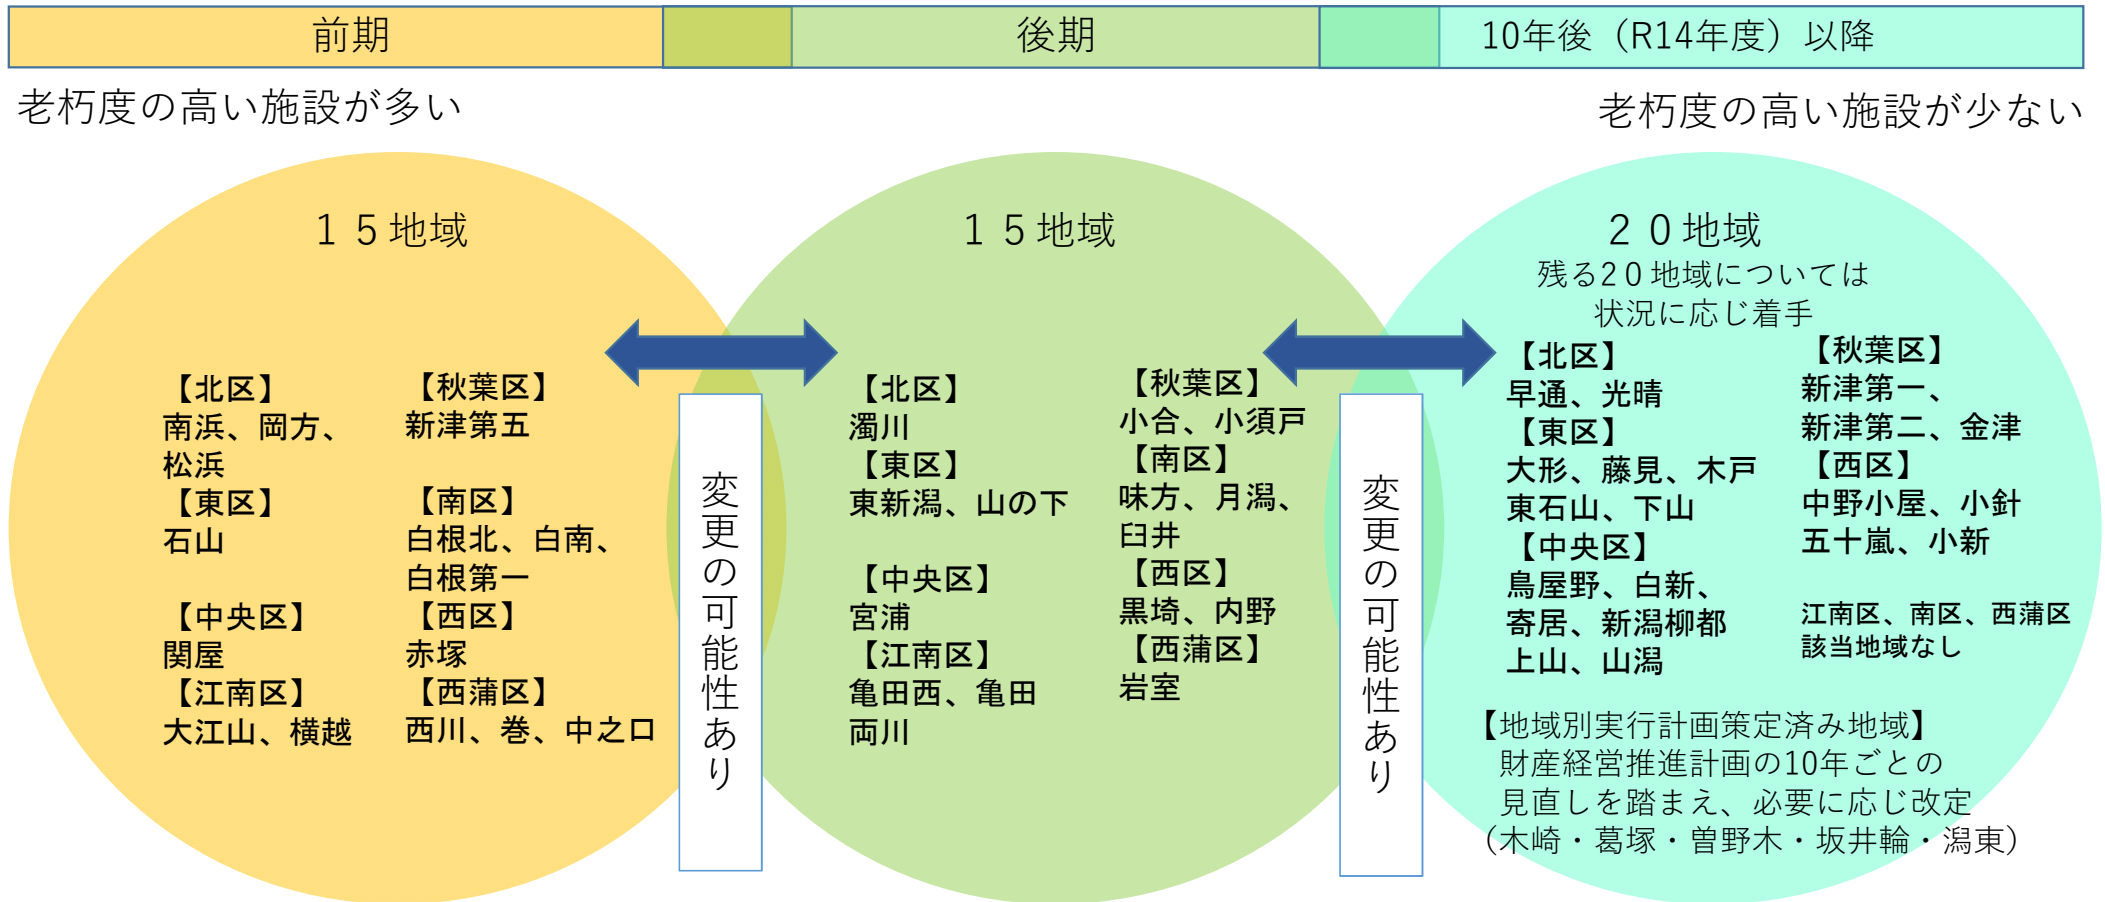 前期
後期
10年後（R14年度）以降
老朽度の高い施設が多い
老朽度の高い施設が少ない
１５地域
【北区】
南浜、岡方、
松浜
【東区】
石山
【中央区】
関屋
【江南区】
大江山、横越
【秋葉区】
新津第五
【南区】
白根北、白南、
白根第一
【西区】
赤塚
【西蒲区】
西川、巻、中之口
変更の可能性あり
１５地域
【北区】
濁川
【東区】
東新潟、山の下
【中央区】
宮浦
【江南区】
亀田西、亀田
両川
【秋葉区】
小合、小須戸
【南区】
味方、月潟、
臼井
【西区】
黒埼、内野
【西蒲区】
岩室
変更の可能性あり
２０地域
残る2０地域については
状況に応じ着手
【北区】
早通、光晴
【東区】
大形、藤見、木戸
東石山、下山
【中央区】
鳥屋野、白新、
寄居、新潟柳都
上山、山潟
【秋葉区】
新津第一、
新津第二、金津
【西区】
中野小屋、小針
五十嵐、小新
江南区、南区、西蒲区
該当地域なし
【地域別実行計画策定済み地域】
財産経営推進計画の10年ごとの
見直しを踏まえ、必要に応じ改定
（木崎・葛塚・曽野木・坂井輪・潟東）